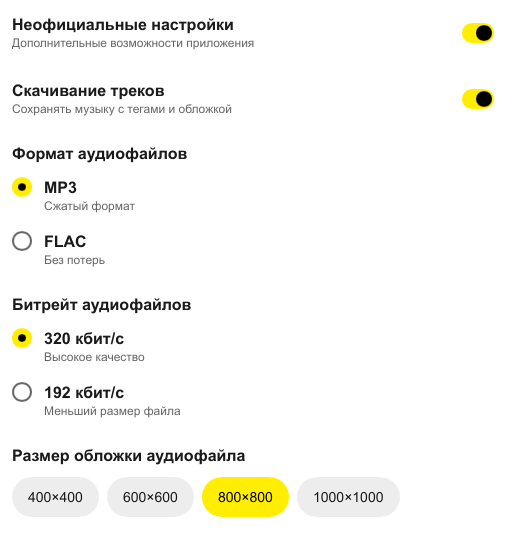 Неофициальные настройки
Дополнительные возможности приложения
Скачивание треков
Сохранять музыку с тегами и обложкой
Формат аудиофайлов
MP3
Сжатый формат
FLAC
Без потерь
Битрейт аудиофайлов
320 кбит/с
Высокое качество
192 кбит/с
Меньший размер файла
Размер обложки аудиофайла
400×400 600×600 800×800 1000×1000